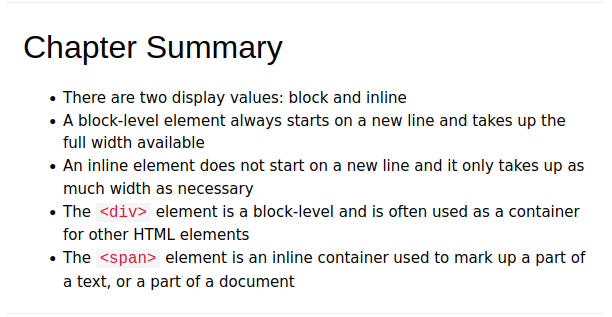 Chapter Summary
• There are two display values: block and inline
• A block-level element always starts on a new line and takes up the
full width available
• An inline element does not start on a new line and it only takes up as
much width as necessary
• The <div> element is a block-level and is often used as a container
for other HTML elements
• The <span> element is an inline container used to mark up a part of
a text, or a part of a document